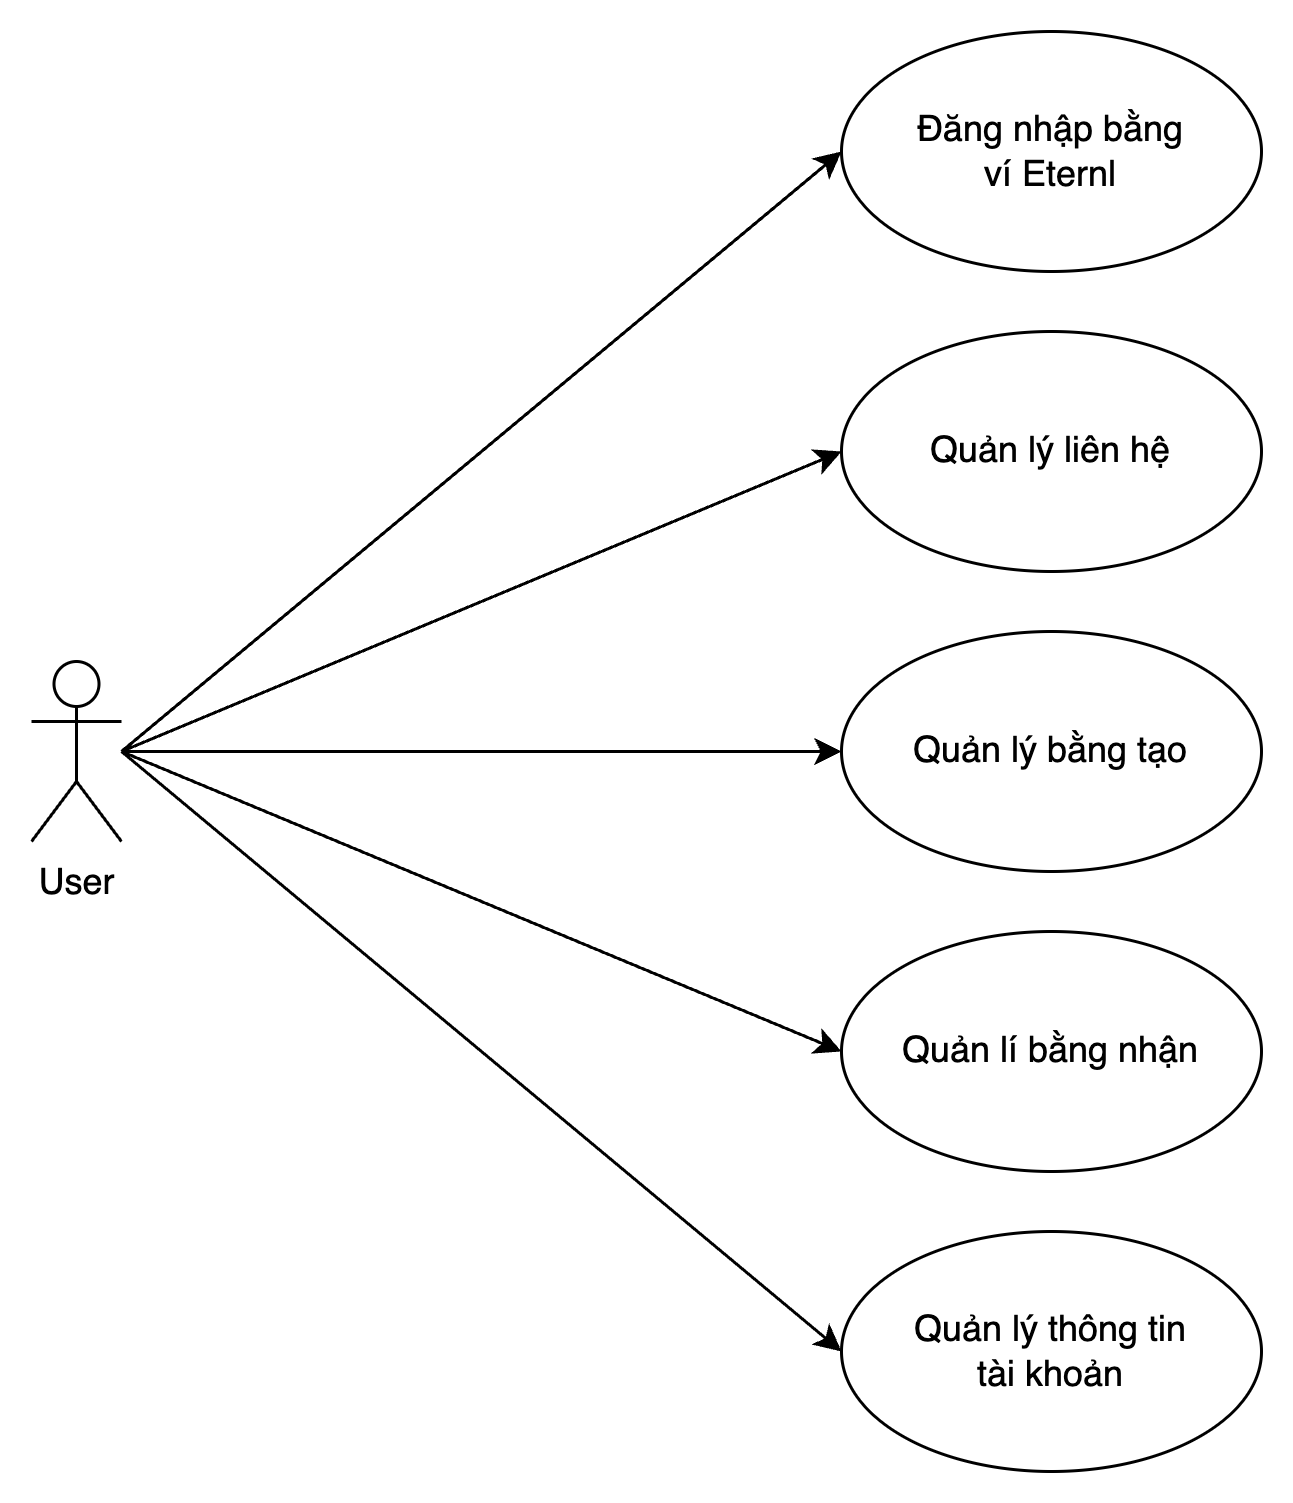 Đăng nhập bằng
ví Eternl
Quản lý liên hệ
Quản lý bằng tạo
User
Quản lí bằng nhận
Quản lý thông tin
tài khoản